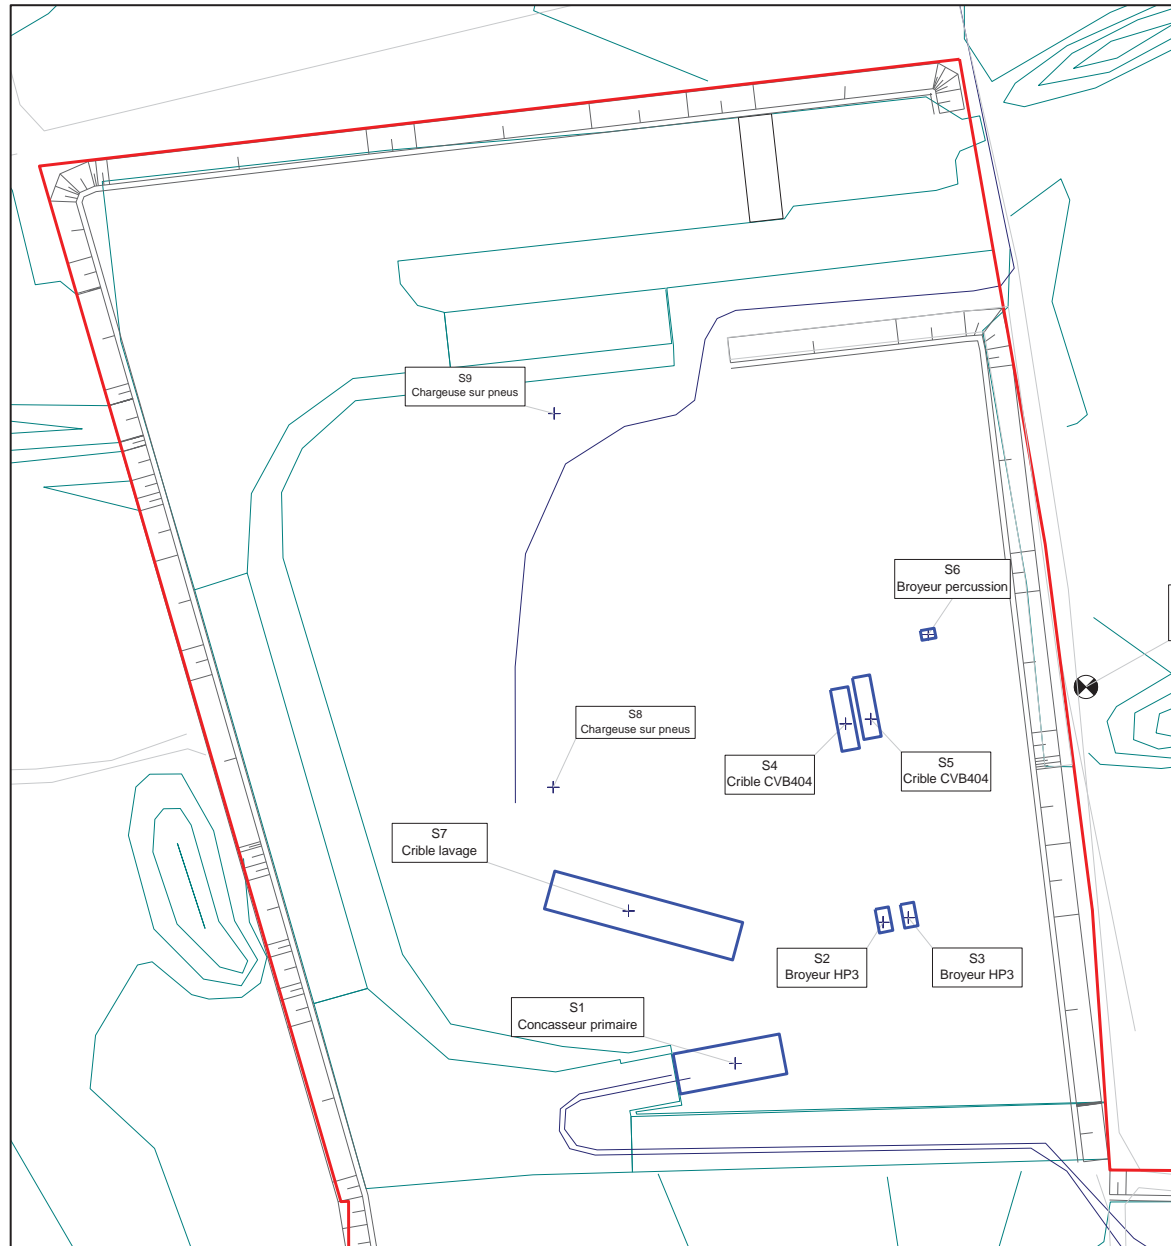 S9
Chargeuse sur pneus
S6
Broyeur percussion
S8
Chargeuse sur pneus
S4
Crible CVB404
S5
Crible CVB404
S7
Crible lavage
S2
Broyeur HP3
S3
Broyeur HP3
S1
Concasseur primaire